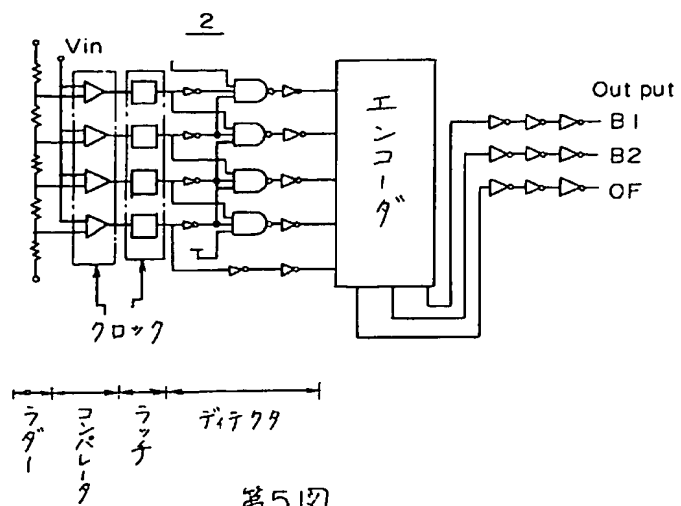 2
Vin
エンコーダ
Out put
B1
B2
OF
クロック
ラダー
コンパレータ
ラッチ
ディテクタ
第5図